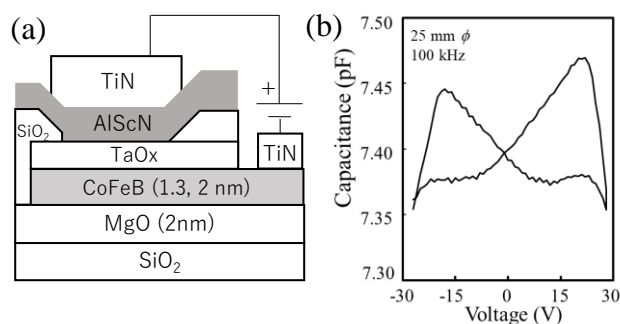 (a)
TiN
+
SiO₂
AlScN
TiN
TaOx
CoFeB (1.3, 2 nm)
MgO (2nm)
SiO₂
(b)
25 mm ϕ
100 kHz
Capacitance (pF)
7.50
7.45
7.40
7.35
7.30
-30 -15 0 15 30
Voltage (V)